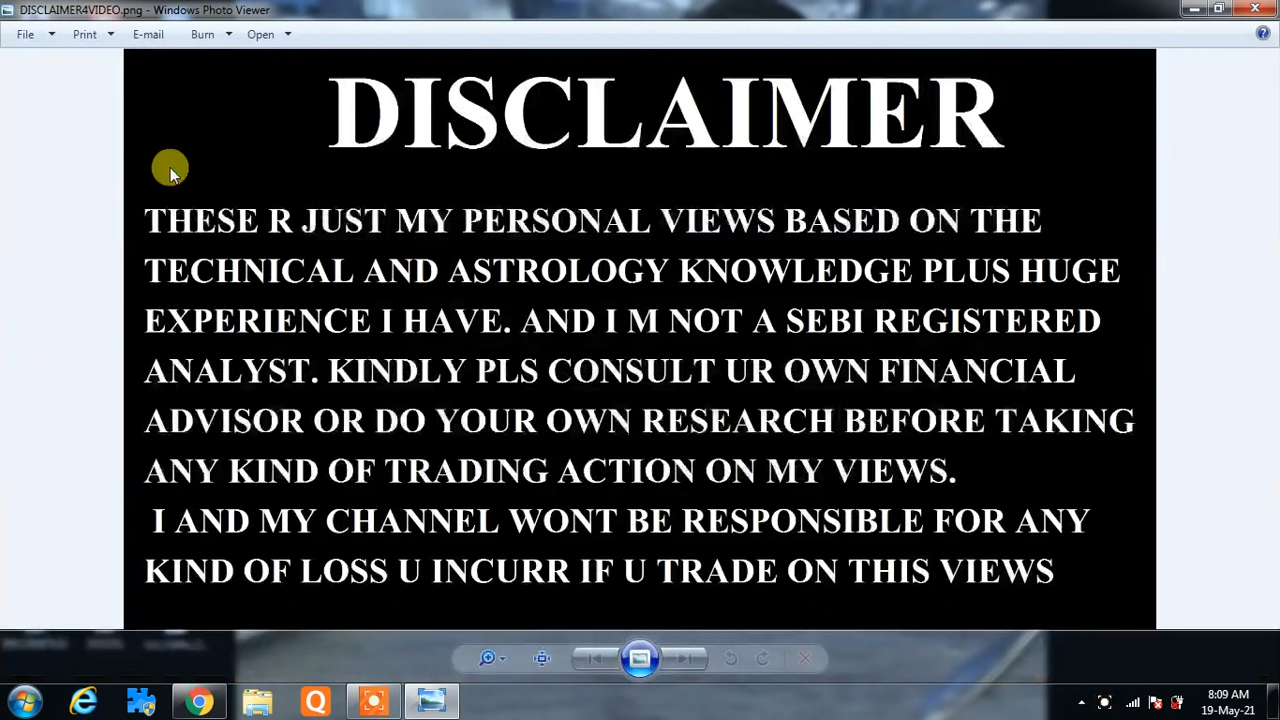 DISCLAIMER4VIDEO.png - Windows Photo Viewer
File Print E-mail Burn Open
DISCLAIMER
THESE R JUST MY PERSONAL VIEWS BASED ON THE
TECHNICAL AND ASTROLOGY KNOWLEDGE PLUS HUGE
EXPERIENCE I HAVE. AND I M NOT A SEBI REGISTERED
ANALYST. KINDLY PLS CONSULT UR OWN FINANCIAL
ADVISOR OR DO YOUR OWN RESEARCH BEFORE TAKING
ANY KIND OF TRADING ACTION ON MY VIEWS.
I AND MY CHANNEL WONT BE RESPONSIBLE FOR ANY
KIND OF LOSS U INCURR IF U TRADE ON THIS VIEWS
Q
8:09 AM
19-May-21